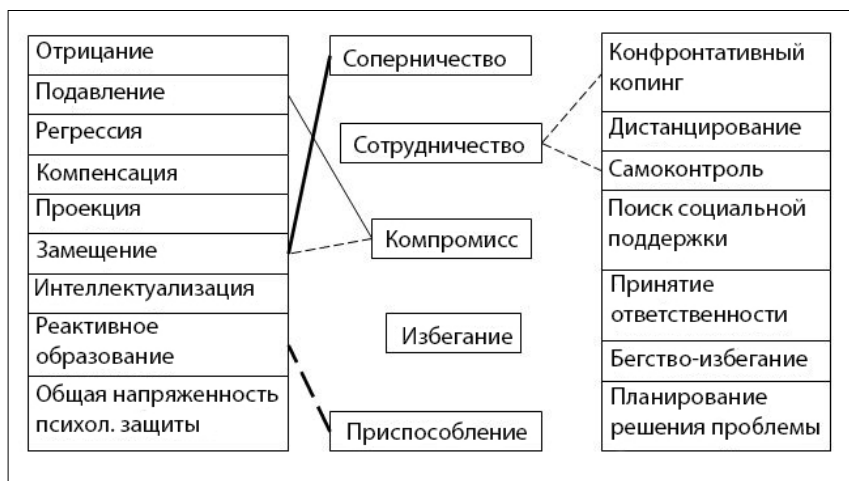 Отрицание
Подавление
Регрессия
Компенсация
Проекция
Замещение
Интеллектуализация
Реактивное
образование
Общая напряженность
психол. защиты
Соперничество
Сотрудничество
Компромисс
Избегание
Приспособление
Конфронтативный
копинг
Дистанцирование
Самоконтроль
Поиск социальной
поддержки
Принятие
ответственности
Бегство-избегание
Планирование
решения проблемы